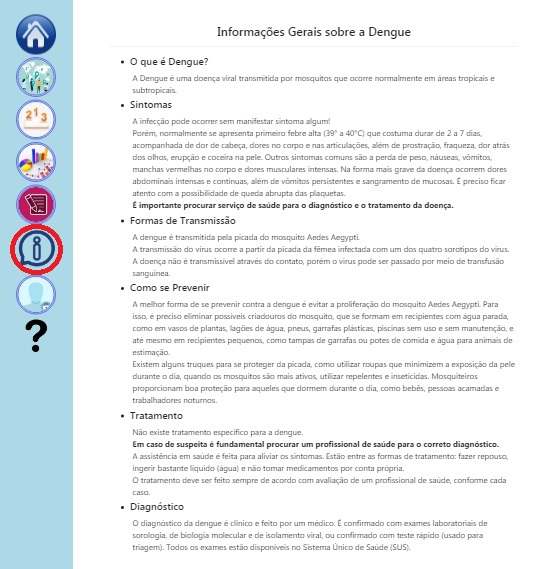 Informações Gerais sobre a Dengue
• O que é Dengue?
A Dengue é uma doença viral transmitida por mosquitos que ocorre normalmente em áreas tropicais e
subtropicais.
• Sintomas
A infecção pode ocorrer sem manifestar sintoma algum!
Porém, normalmente se apresenta primeiro febre alta (39° a 40°C) que costuma durar de 2 a 7 dias,
acompanhada de dor de cabeça, dores no corpo e nas articulações, além de prostração, fraqueza, dor atrás
dos olhos, erupção e coceira na pele. Outros sintomas comuns são a perda de peso, náuseas, vômitos,
manchas vermelhas no corpo e dores musculares intensas. Na forma mais grave da doença ocorrem dores
abdominais intensas e contínuas, além de vômitos persistentes e sangramento de mucosas. É preciso ficar
atento com a possibilidade de queda abrupta das plaquetas.
É importante procurar serviço de saúde para o diagnóstico e o tratamento da doença.
• Formas de Transmissão
A dengue é transmitida pela picada do mosquito Aedes Aegypti.
A transmissão do vírus ocorre a partir da picada da fêmea infectada com um dos quatro sorotipos do vírus.
A doença não é transmissível através do contato, porém o vírus pode ser passado por meio de transfusão
sanguínea.
• Como se Prevenir
A melhor forma de se prevenir contra a dengue é evitar a proliferação do mosquito Aedes Aegypti. Para
isso, é preciso eliminar possíveis criadouros do mosquito, que se formam em recipientes com água parada,
como em vasos de plantas, lagões de água, pneus, garrafas plásticas, piscinas sem uso e sem manutenção, e
até mesmo em recipientes pequenos, como tampas de garrafas ou potes de comida e água para animais de
estimação.
Existem alguns truques para se proteger da picada, como utilizar roupas que minimizem a exposição da pele
durante o dia, quando os mosquitos são mais ativos, utilizar repelentes e inseticidas. Mosquiteiros
proporcionam boa proteção para aqueles que dormem durante o dia, como bebês, pessoas acamadas e
trabalhadores noturnos.
• Tratamento
Não existe tratamento específico para a dengue.
Em caso de suspeita é fundamental procurar um profissional de saúde para o correto diagnóstico.
A assistência em saúde é feita para aliviar os sintomas. Estão entre as formas de tratamento: fazer repouso,
ingerir bastante líquido (água) e não tomar medicamentos por conta própria.
O tratamento deve ser feito sempre de acordo com avaliação de um profissional de saúde, conforme cada
caso.
• Diagnóstico
O diagnóstico da dengue é clínico e feito por um médico. É confirmado com exames laboratoriais de
sorologia, de biologia molecular e de isolamento viral, ou confirmado com teste rápido (usado para
triagem). Todos os exames estão disponíveis no Sistema Único de Saúde (SUS).
213
i
?